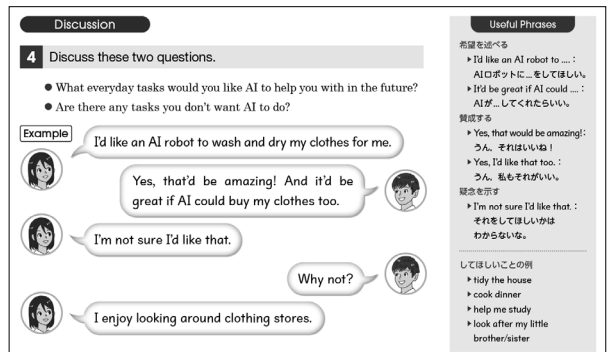 Discussion
4 Discuss these two questions.
● What everyday tasks would you like AI to help you with in the future?
● Are there any tasks you don't want AI to do?
Example
I'd like an AI robot to wash and dry my clothes for me.
Yes, that'd be amazing! And it'd be
great if AI could buy my clothes too.
I'm not sure I'd like that.
Why not?
I enjoy looking around clothing stores.
Useful Phrases
希望を述べる
▶ I'd like an AI robot to ....：
AIロボットに…をしてほしい。
▶ It'd be great if AI could ....：
AIが…してくれたらいい。
賛成する
▶ Yes, that would be amazing!：
うん，それはいいね！
▶ Yes, I'd like that too.：
うん，私もそれがいい。
疑念を示す
▶ I'm not sure I'd like that.：
それをしてほしいかは
わからないな。
してほしいことの例
▶ tidy the house
▶ cook dinner
▶ help me study
▶ look after my little
brother/sister